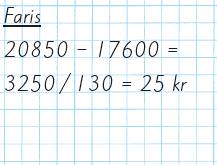 Faris
20850 - 17600 =
3250 / 130 = 25 kr